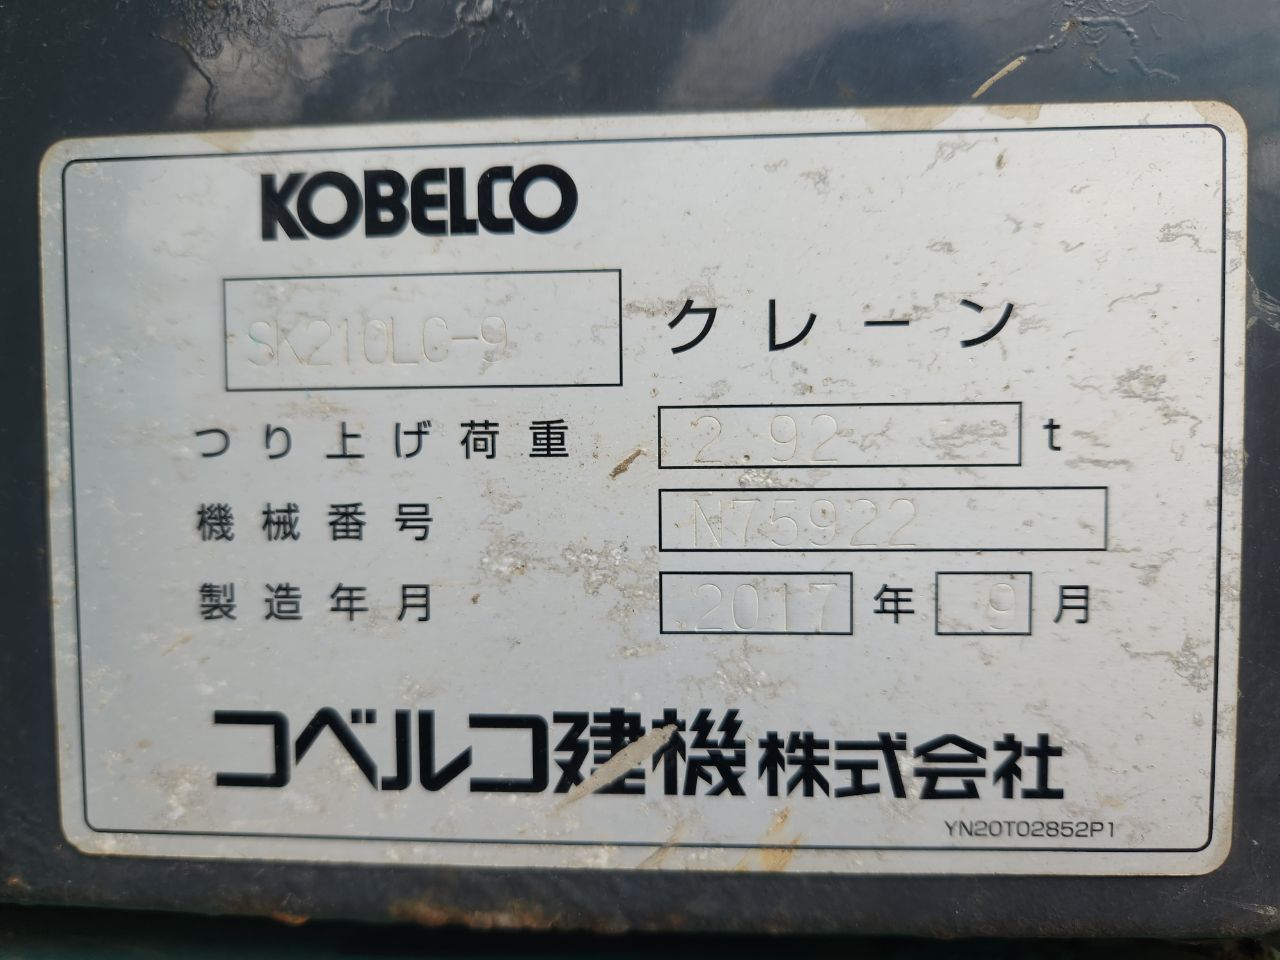 KOBELCO
SK210LC-9 クレーン
つり上げ荷重 2.92 t
機械番号 N75922
製造年月 2017 年 9 月
コベルコ建機株式会社
YN20T02852P1